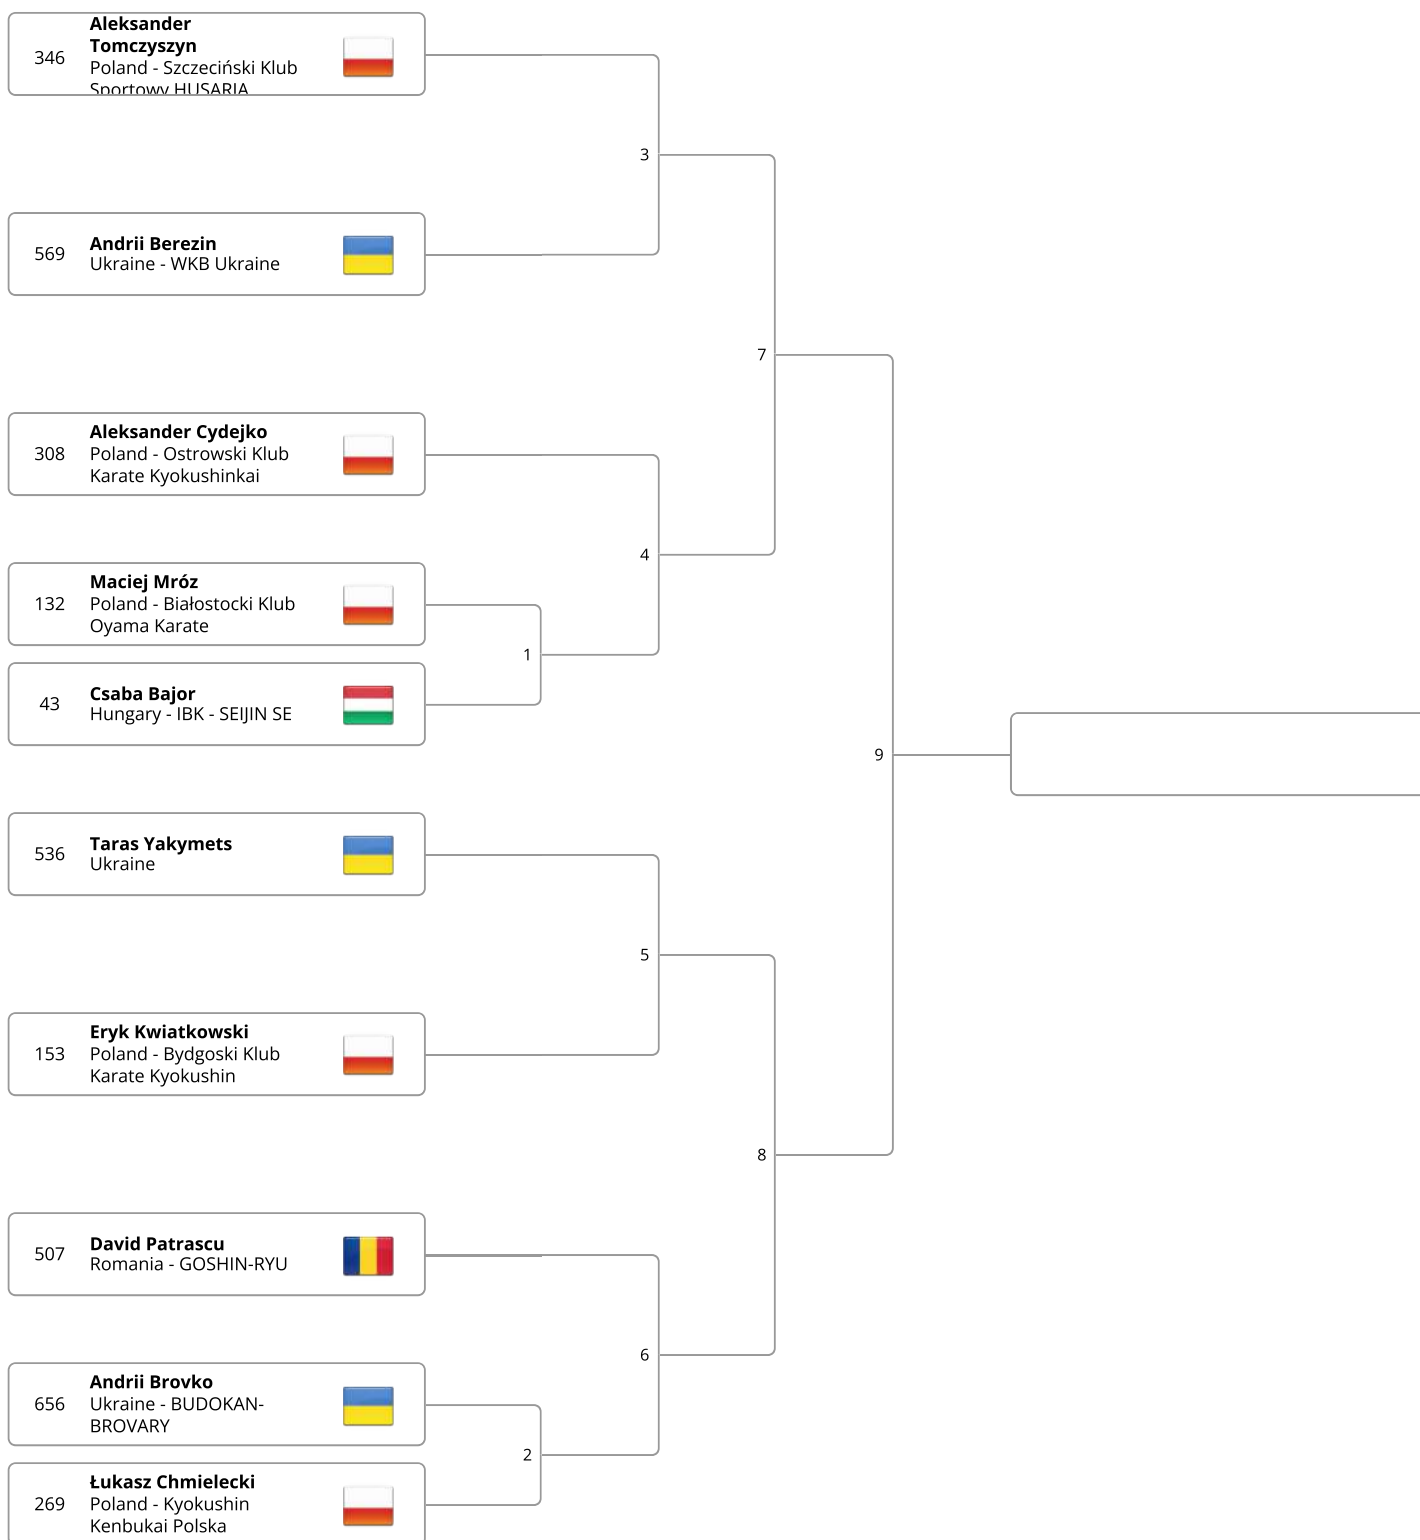 Aleksander
Tomczyszyn
346
Poland - Szczeciński Klub
Sportowy HUSARIA
3
569
Andrii Berezin
Ukraine - WKB Ukraine
7
308
Aleksander Cydejko
Poland - Ostrowski Klub
Karate Kyokushinkai
4
132
Maciej Mróz
Poland - Białostocki Klub
Oyama Karate
1
43
Csaba Bajor
Hungary - IBK - SEIJIN SE
9
536
Taras Yakymets
Ukraine
5
153
Eryk Kwiatkowski
Poland - Bydgoski Klub
Karate Kyokushin
8
507
David Patrascu
Romania - GOSHIN-RYU
6
656
Andrii Brovko
Ukraine - BUDOKAN-
BROVARY
2
269
Łukasz Chmielecki
Poland - Kyokushin
Kenbukai Polska